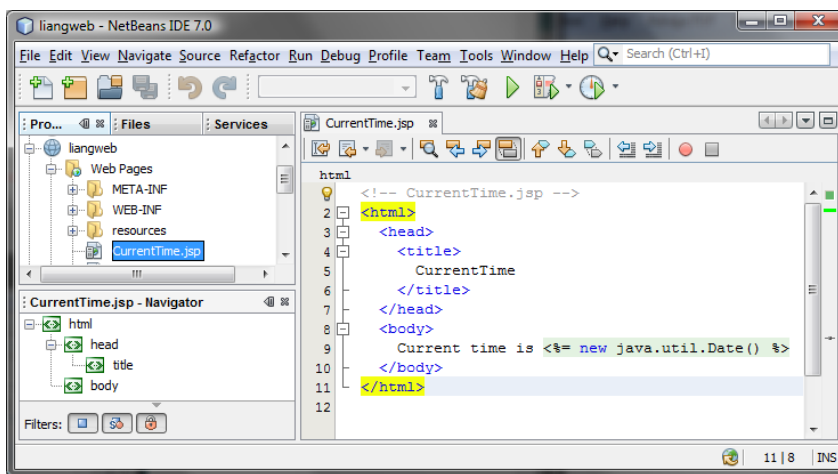 liangweb - NetBeans IDE 7.0
File Edit View Navigate Source Refactor Run Debug Profile Team Tools Window Help Search (Ctrl+I)
Pro... Files Services
liangweb
Web Pages
META-INF
WEB-INF
resources
CurrentTime.jsp
CurrentTime.jsp - Navigator
html
head
title
body
Filters:
CurrentTime.jsp
html
<!-- CurrentTime.jsp -->
2 <html>
3 <head>
4 <title>
5 CurrentTime
6 </title>
7 </head>
8 <body>
9 Current time is <%= new java.util.Date() %>
10 </body>
11 </html>
12
11 | 8 INS